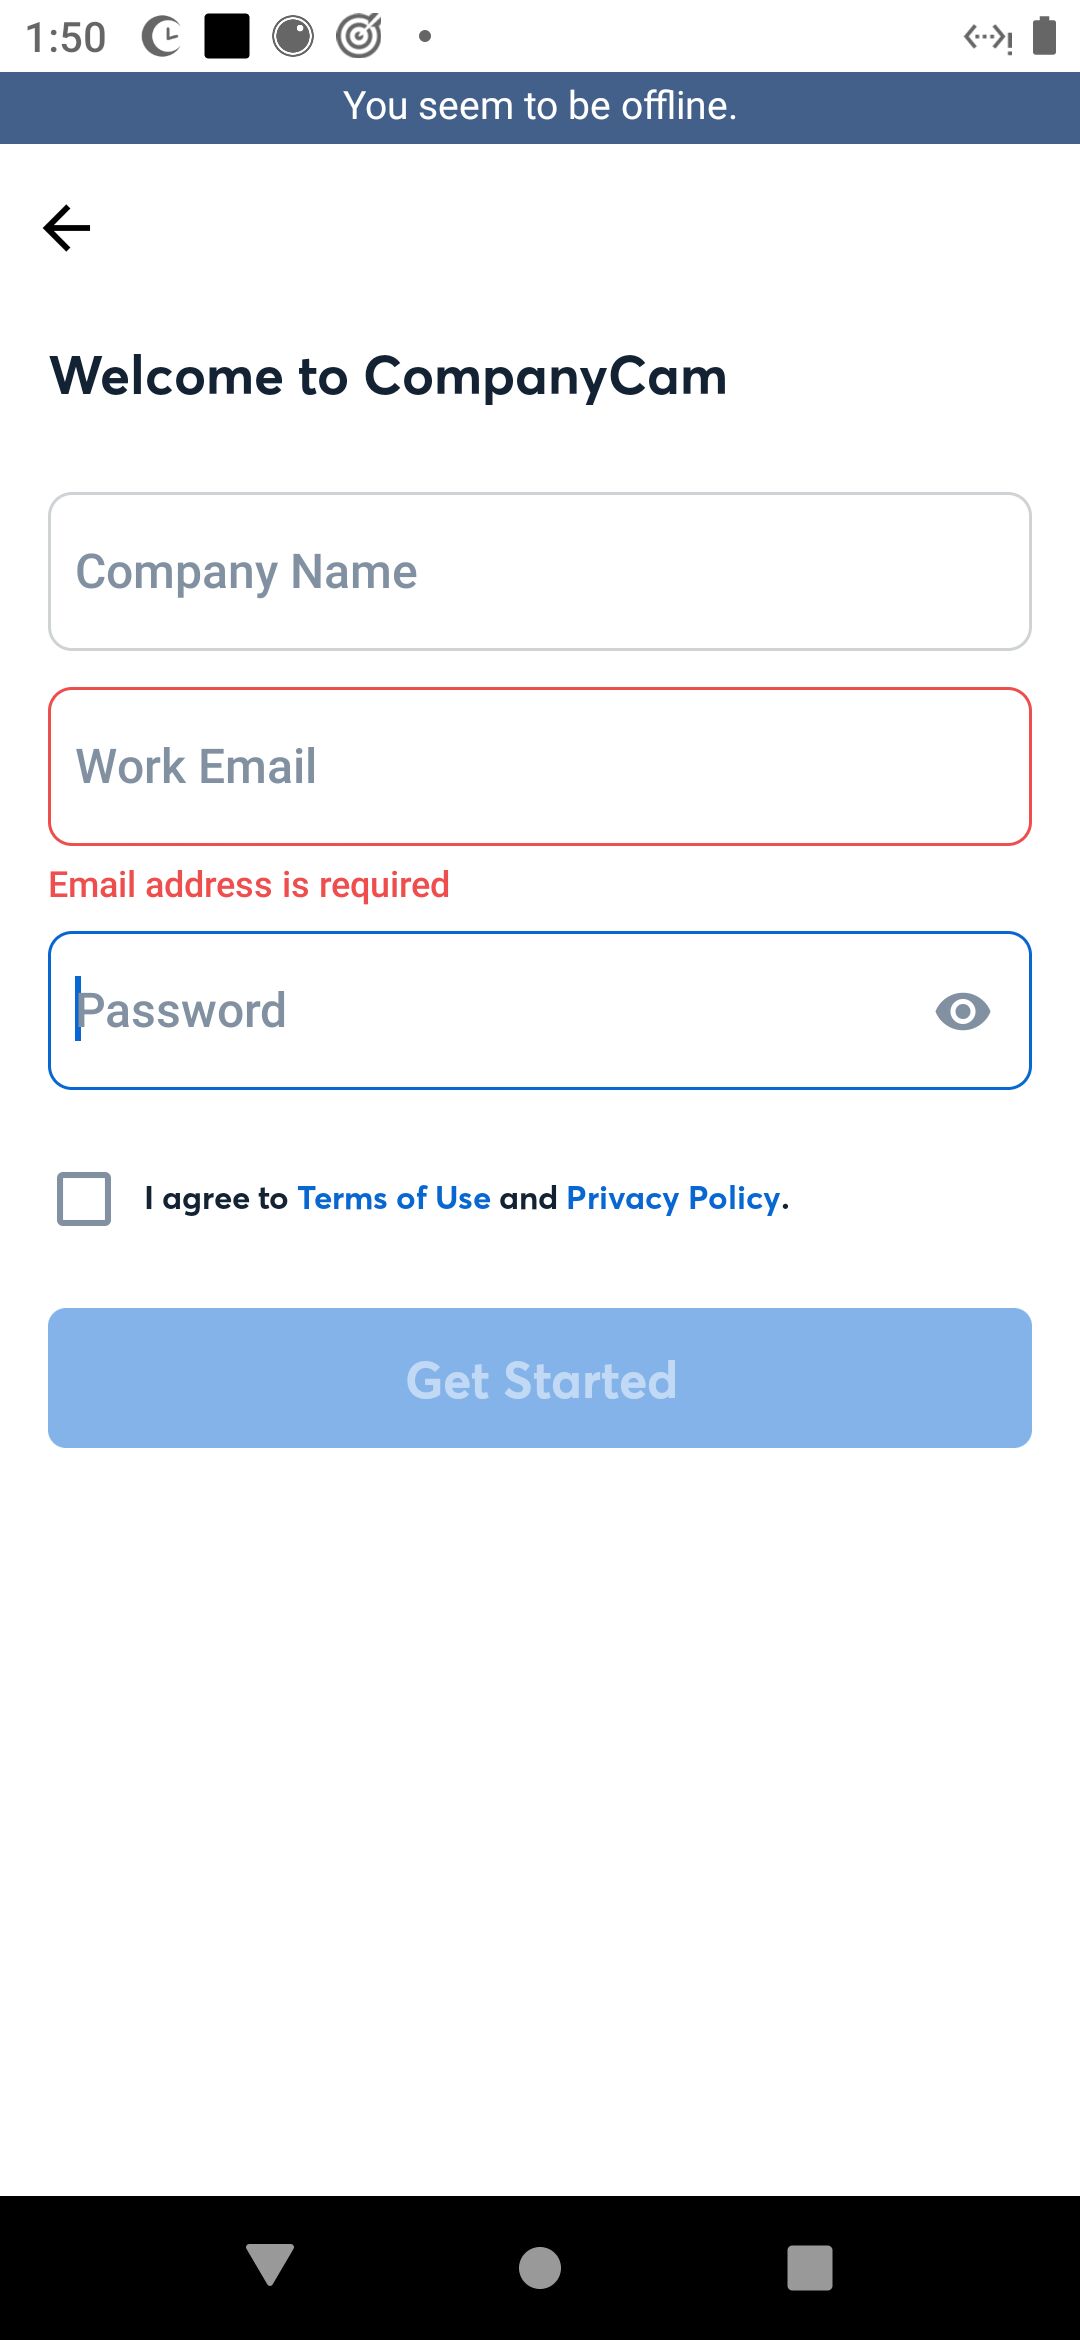 1:50
You seem to be offline.
Welcome to CompanyCam
Company Name
Work Email
Email address is required
Password
I agree to Terms of Use and Privacy Policy.
Get Started